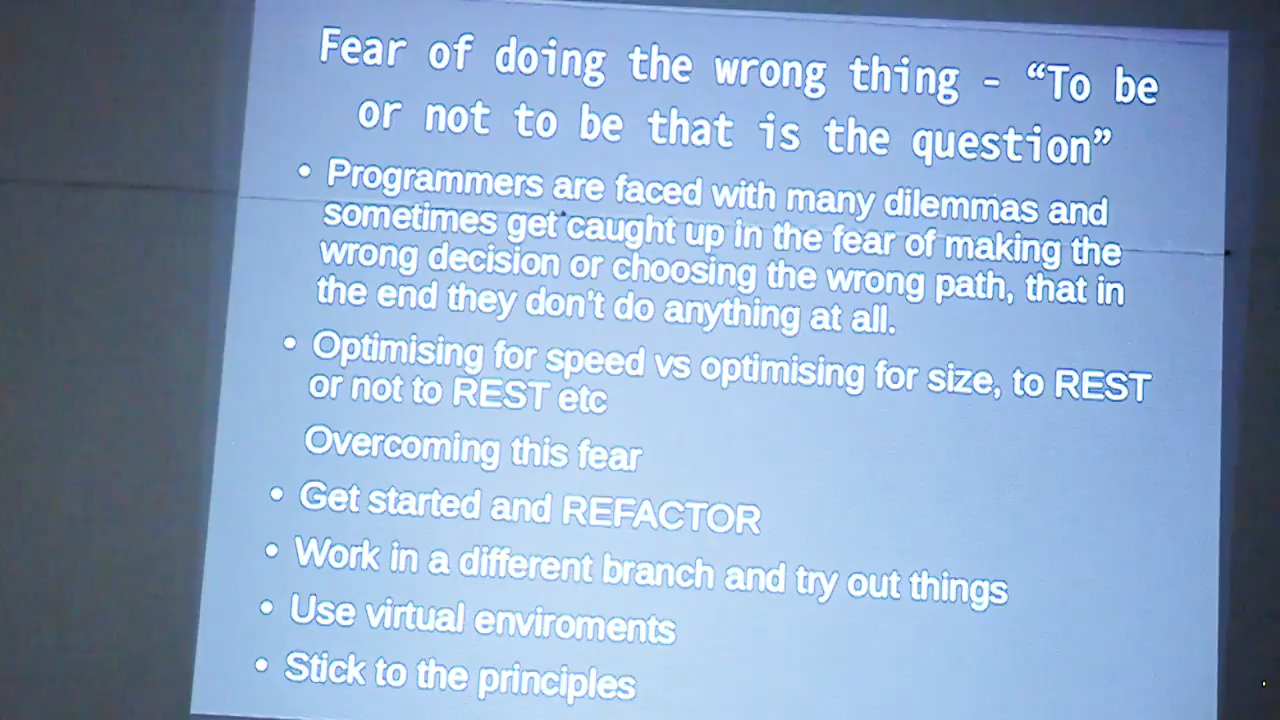 Fear of doing the wrong thing - “To be
or not to be that is the question”
• Programmers are faced with many dilemmas and
sometimes get caught up in the fear of making the
wrong decision or choosing the wrong path, that in
the end they don't do anything at all.
• Optimising for speed vs optimising for size, to REST
or not to REST etc
Overcoming this fear
• Get started and REFACTOR
• Work in a different branch and try out things
• Use virtual enviroments
• Stick to the principles